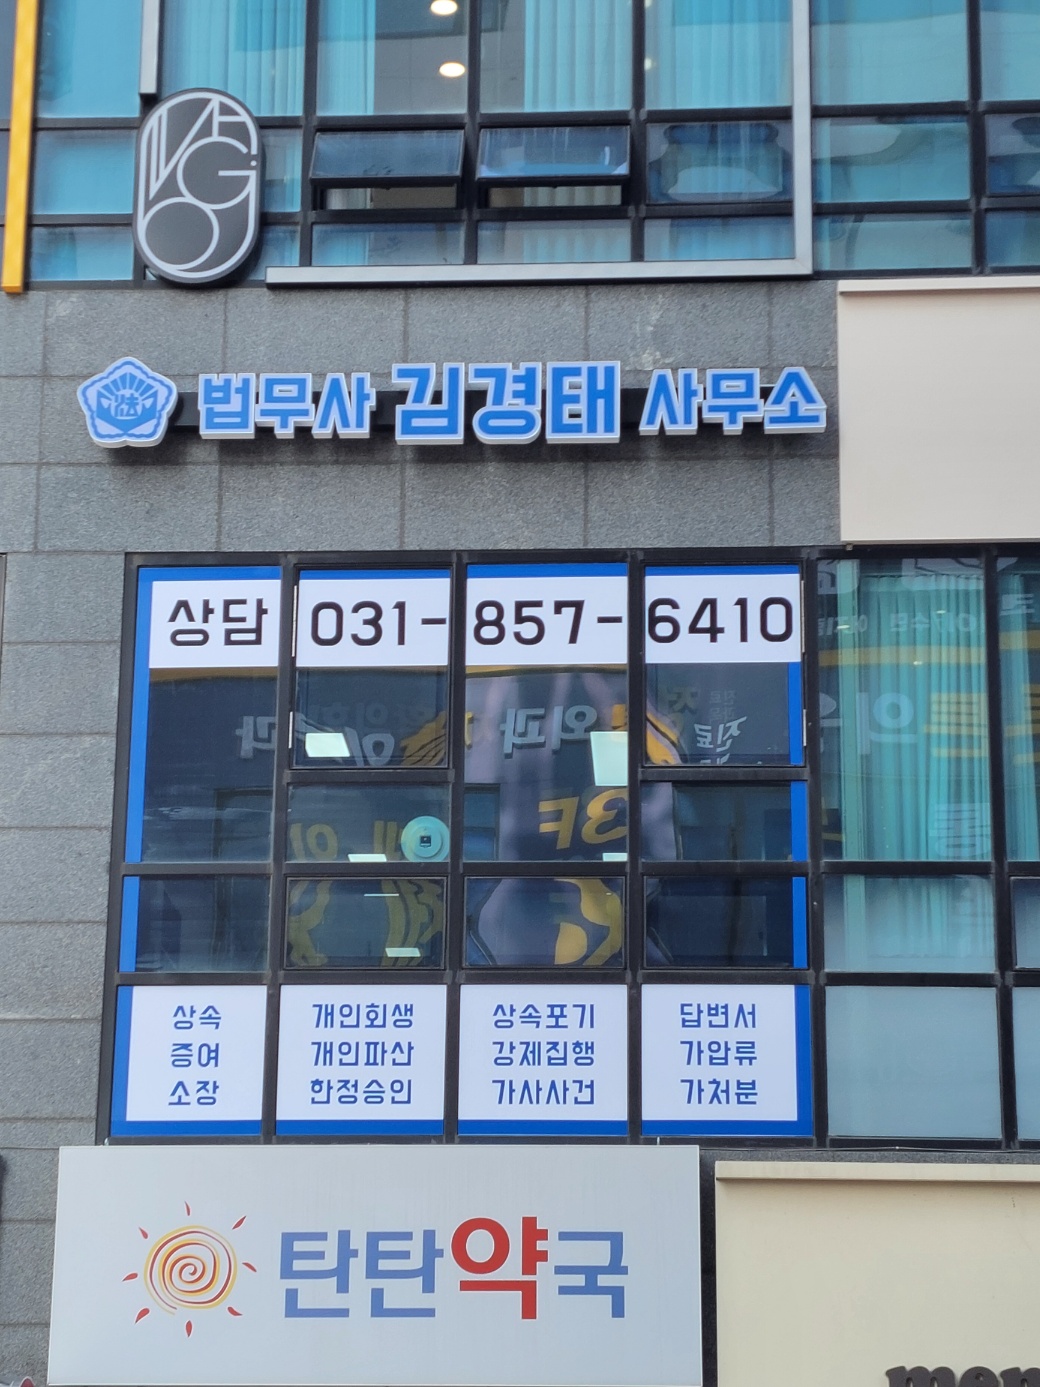 법무사 김경태 사무소
상담 031-857-6410
상속
증여
소장
개인회생
개인파산
한정승인
상속포기
강제집행
가사사건
답변서
가압류
가처분
탄탄약국